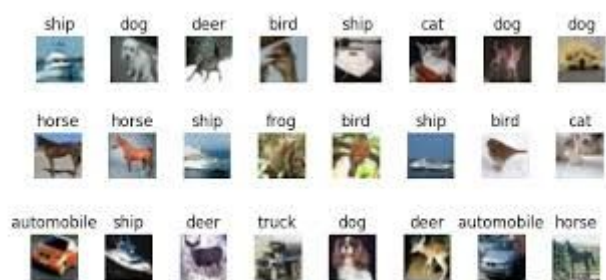 ship dog deer bird ship cat dog dog
horse horse ship frog bird ship bird cat
automobile ship deer truck dog deer automobile horse